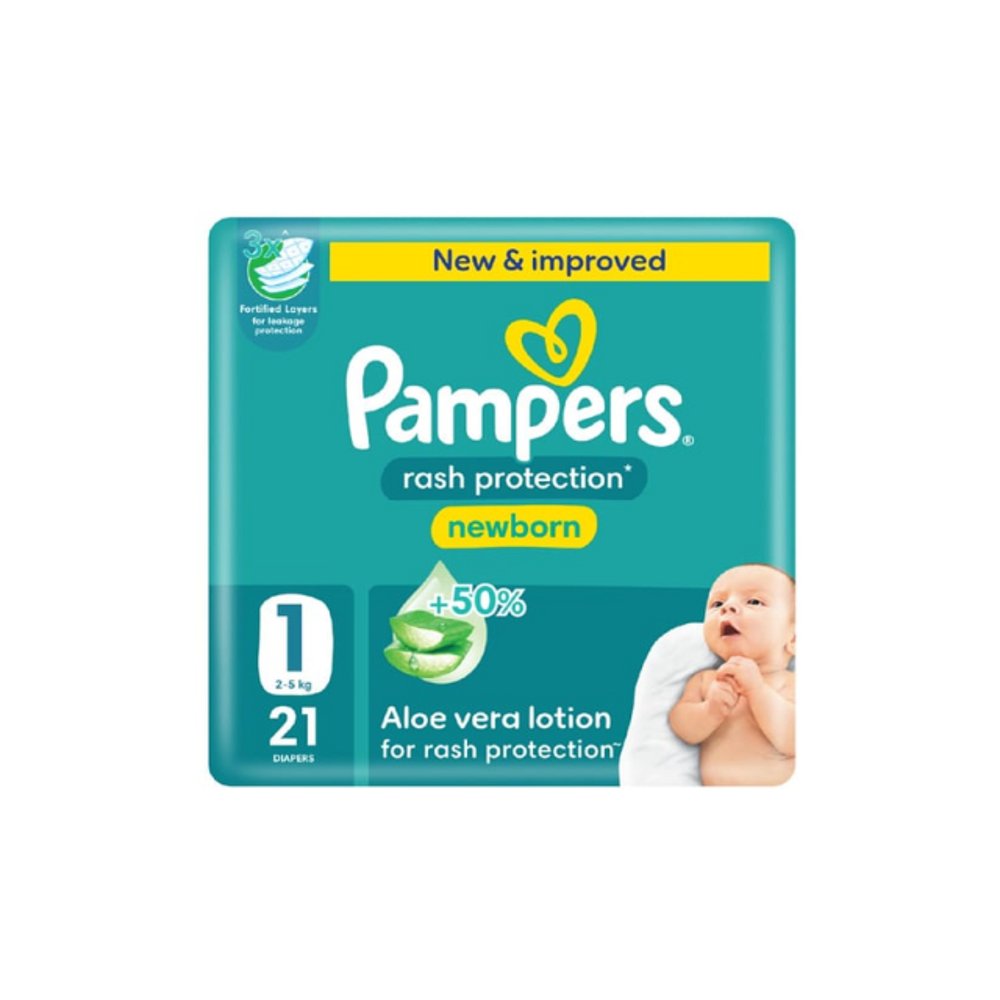 3x
Fortified Layers
for leakage
protection
New & improved
Pampers®
rash protection*
newborn
+50%
1
2-5 kg
21
DIAPERS
Aloe vera lotion
for rash protection~